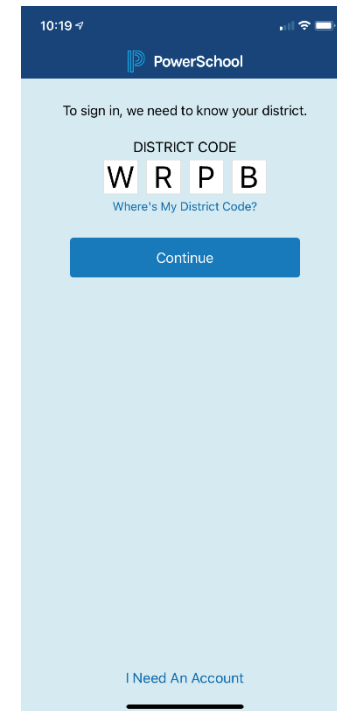 10:19
PowerSchool
To sign in, we need to know your district.
DISTRICT CODE
W R P B
Where's My District Code?
Continue
I Need An Account